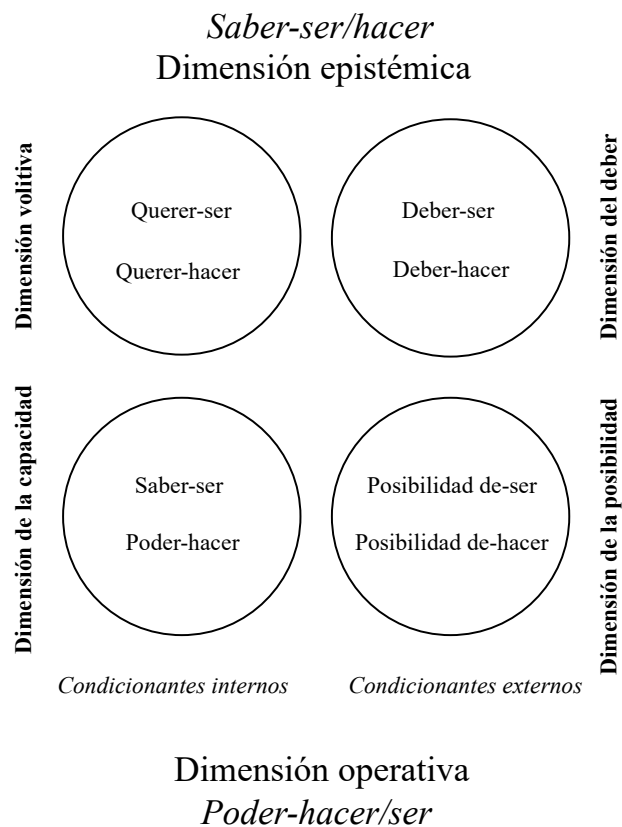 Saber-ser/hacer
Dimensión epistémica
Dimensión volitiva
Querer-ser
Querer-hacer
Deber-ser
Deber-hacer
Dimensión del deber
Dimensión de la capacidad
Saber-ser
Poder-hacer
Posibilidad de-ser
Posibilidad de-hacer
Dimensión de la posibilidad
Condicionantes internos
Condicionantes externos
Dimensión operativa
Poder-hacer/ser